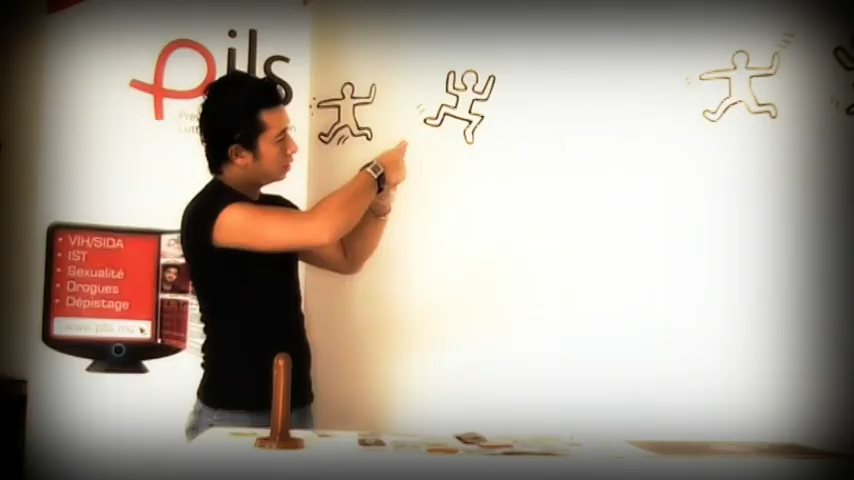 pils
• VIH/SIDA
• IST
• Sexualité
• Drogues
• Dépistage
www.pils.mu